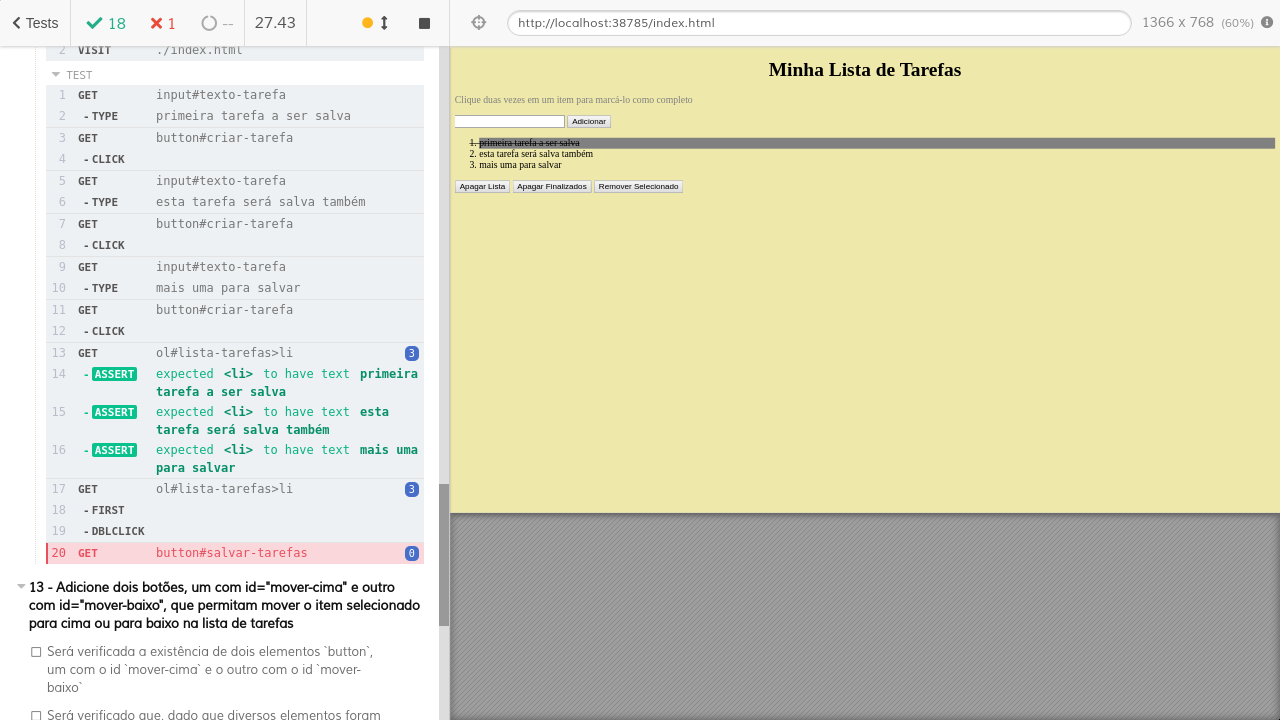 Tests 18 1 -- 27.43
http://localhost:38785/index.html 1366 x 768 (60%)
2 VISIT ./index.html
TEST
1 GET input#texto-tarefa
2 -TYPE primeira tarefa a ser salva
3 GET button#criar-tarefa
4 -CLICK
5 GET input#texto-tarefa
6 -TYPE esta tarefa será salva também
7 GET button#criar-tarefa
8 -CLICK
9 GET input#texto-tarefa
10 -TYPE mais uma para salvar
11 GET button#criar-tarefa
12 -CLICK
13 GET ol#lista-tarefas>li 3
14 -ASSERT expected <li> to have text primeira
tarefa a ser salva
15 -ASSERT expected <li> to have text esta
tarefa será salva também
16 -ASSERT expected <li> to have text mais uma
para salvar
17 GET ol#lista-tarefas>li 3
18 -FIRST
19 -DBLCLICK
20 GET button#salvar-tarefas 0
13 - Adicione dois botões, um com id="mover-cima" e outro
com id="mover-baixo", que permitam mover o item selecionado
para cima ou para baixo na lista de tarefas
Será verificada a existência de dois elementos `button`,
um com o id `mover-cima` e o outro com o id `mover-
baixo`
Será verificado que, dado que diversos elementos foram
Minha Lista de Tarefas
Clique duas vezes em um item para marcá-lo como completo
Adicionar
1. primeira tarefa a ser salva
2. esta tarefa será salva também
3. mais uma para salvar
Apagar Lista Apagar Finalizados Remover Selecionado